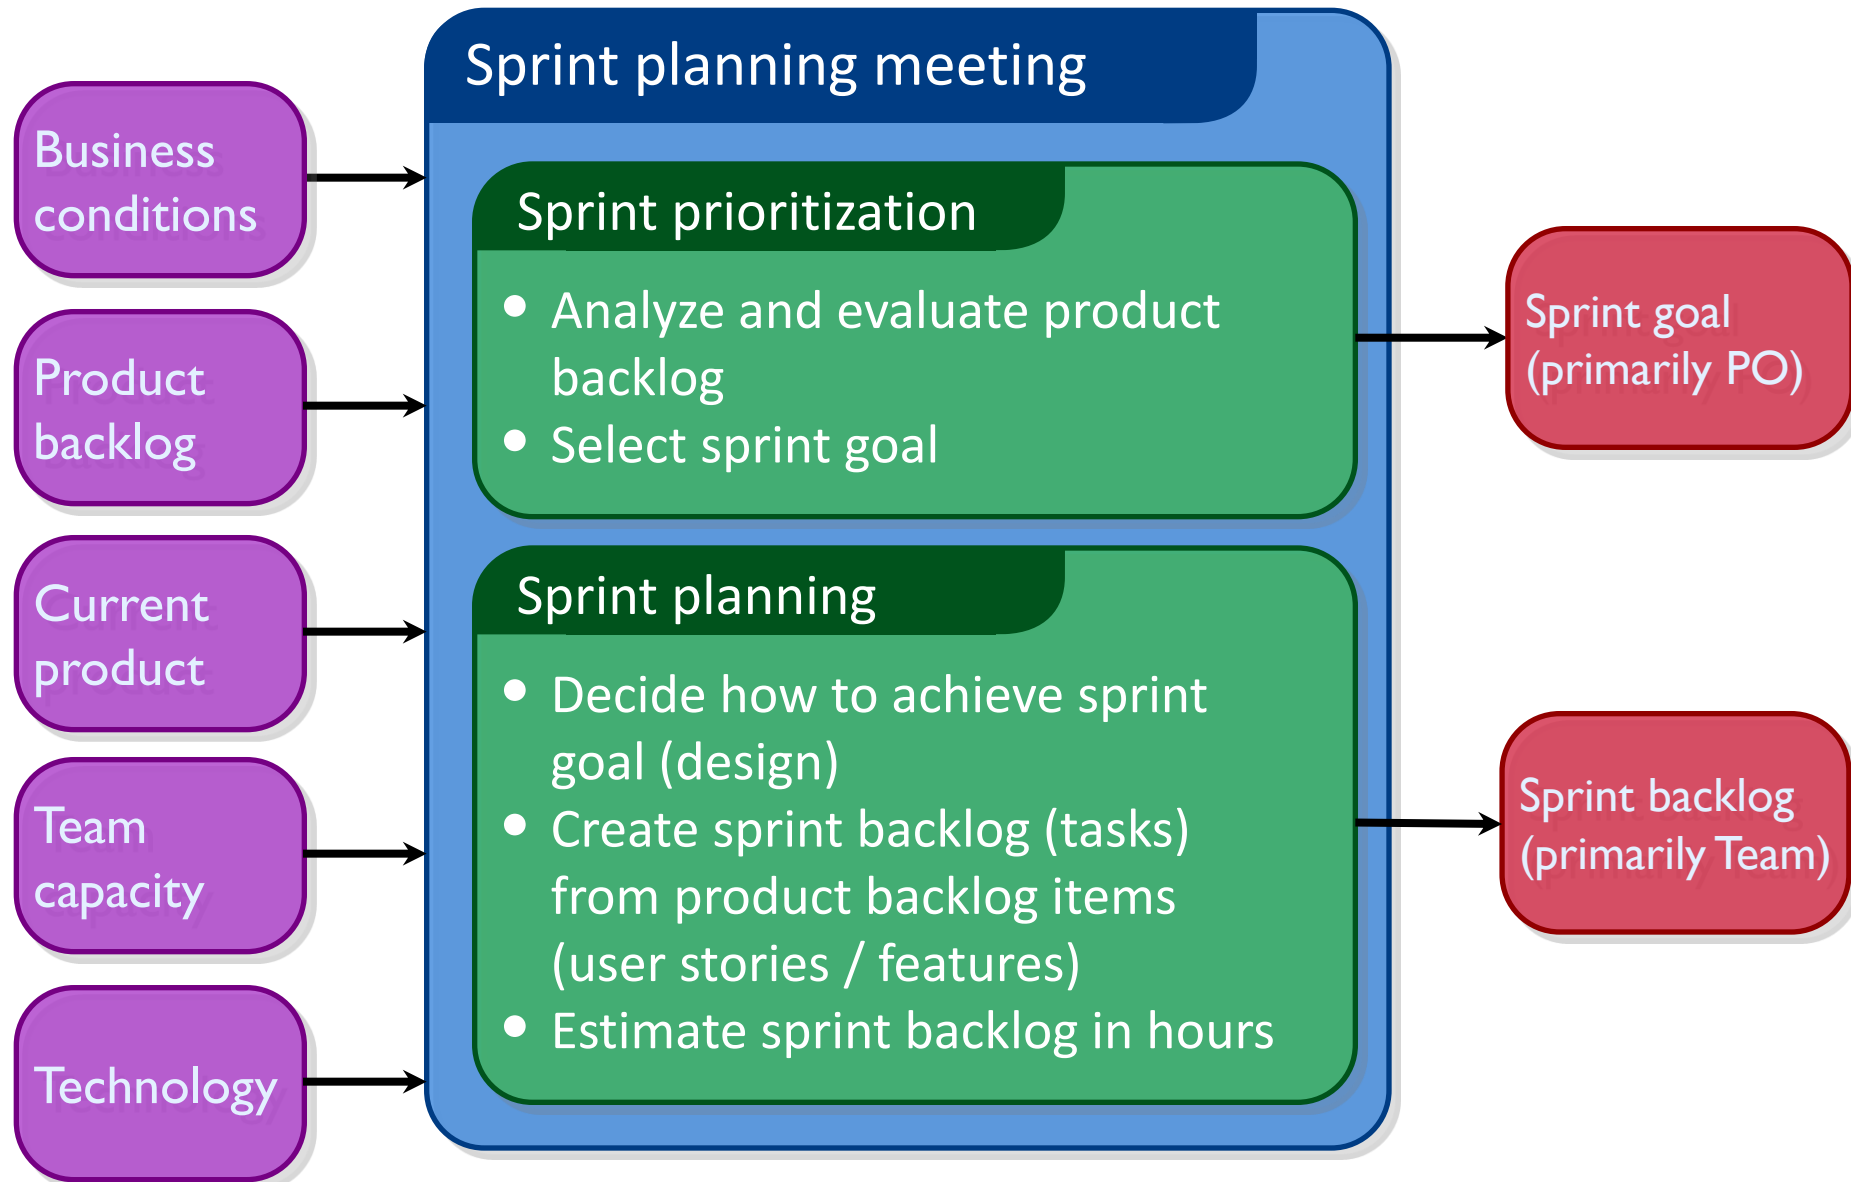 Sprint planning meeting
Business
conditions
Product
backlog
Current
product
Team
capacity
Technology
Sprint prioritization
• Analyze and evaluate product
backlog
• Select sprint goal
Sprint planning
• Decide how to achieve sprint
goal (design)
• Create sprint backlog (tasks)
from product backlog items
(user stories / features)
• Estimate sprint backlog in hours
Sprint goal
(primarily PO)
Sprint backlog
(primarily Team)